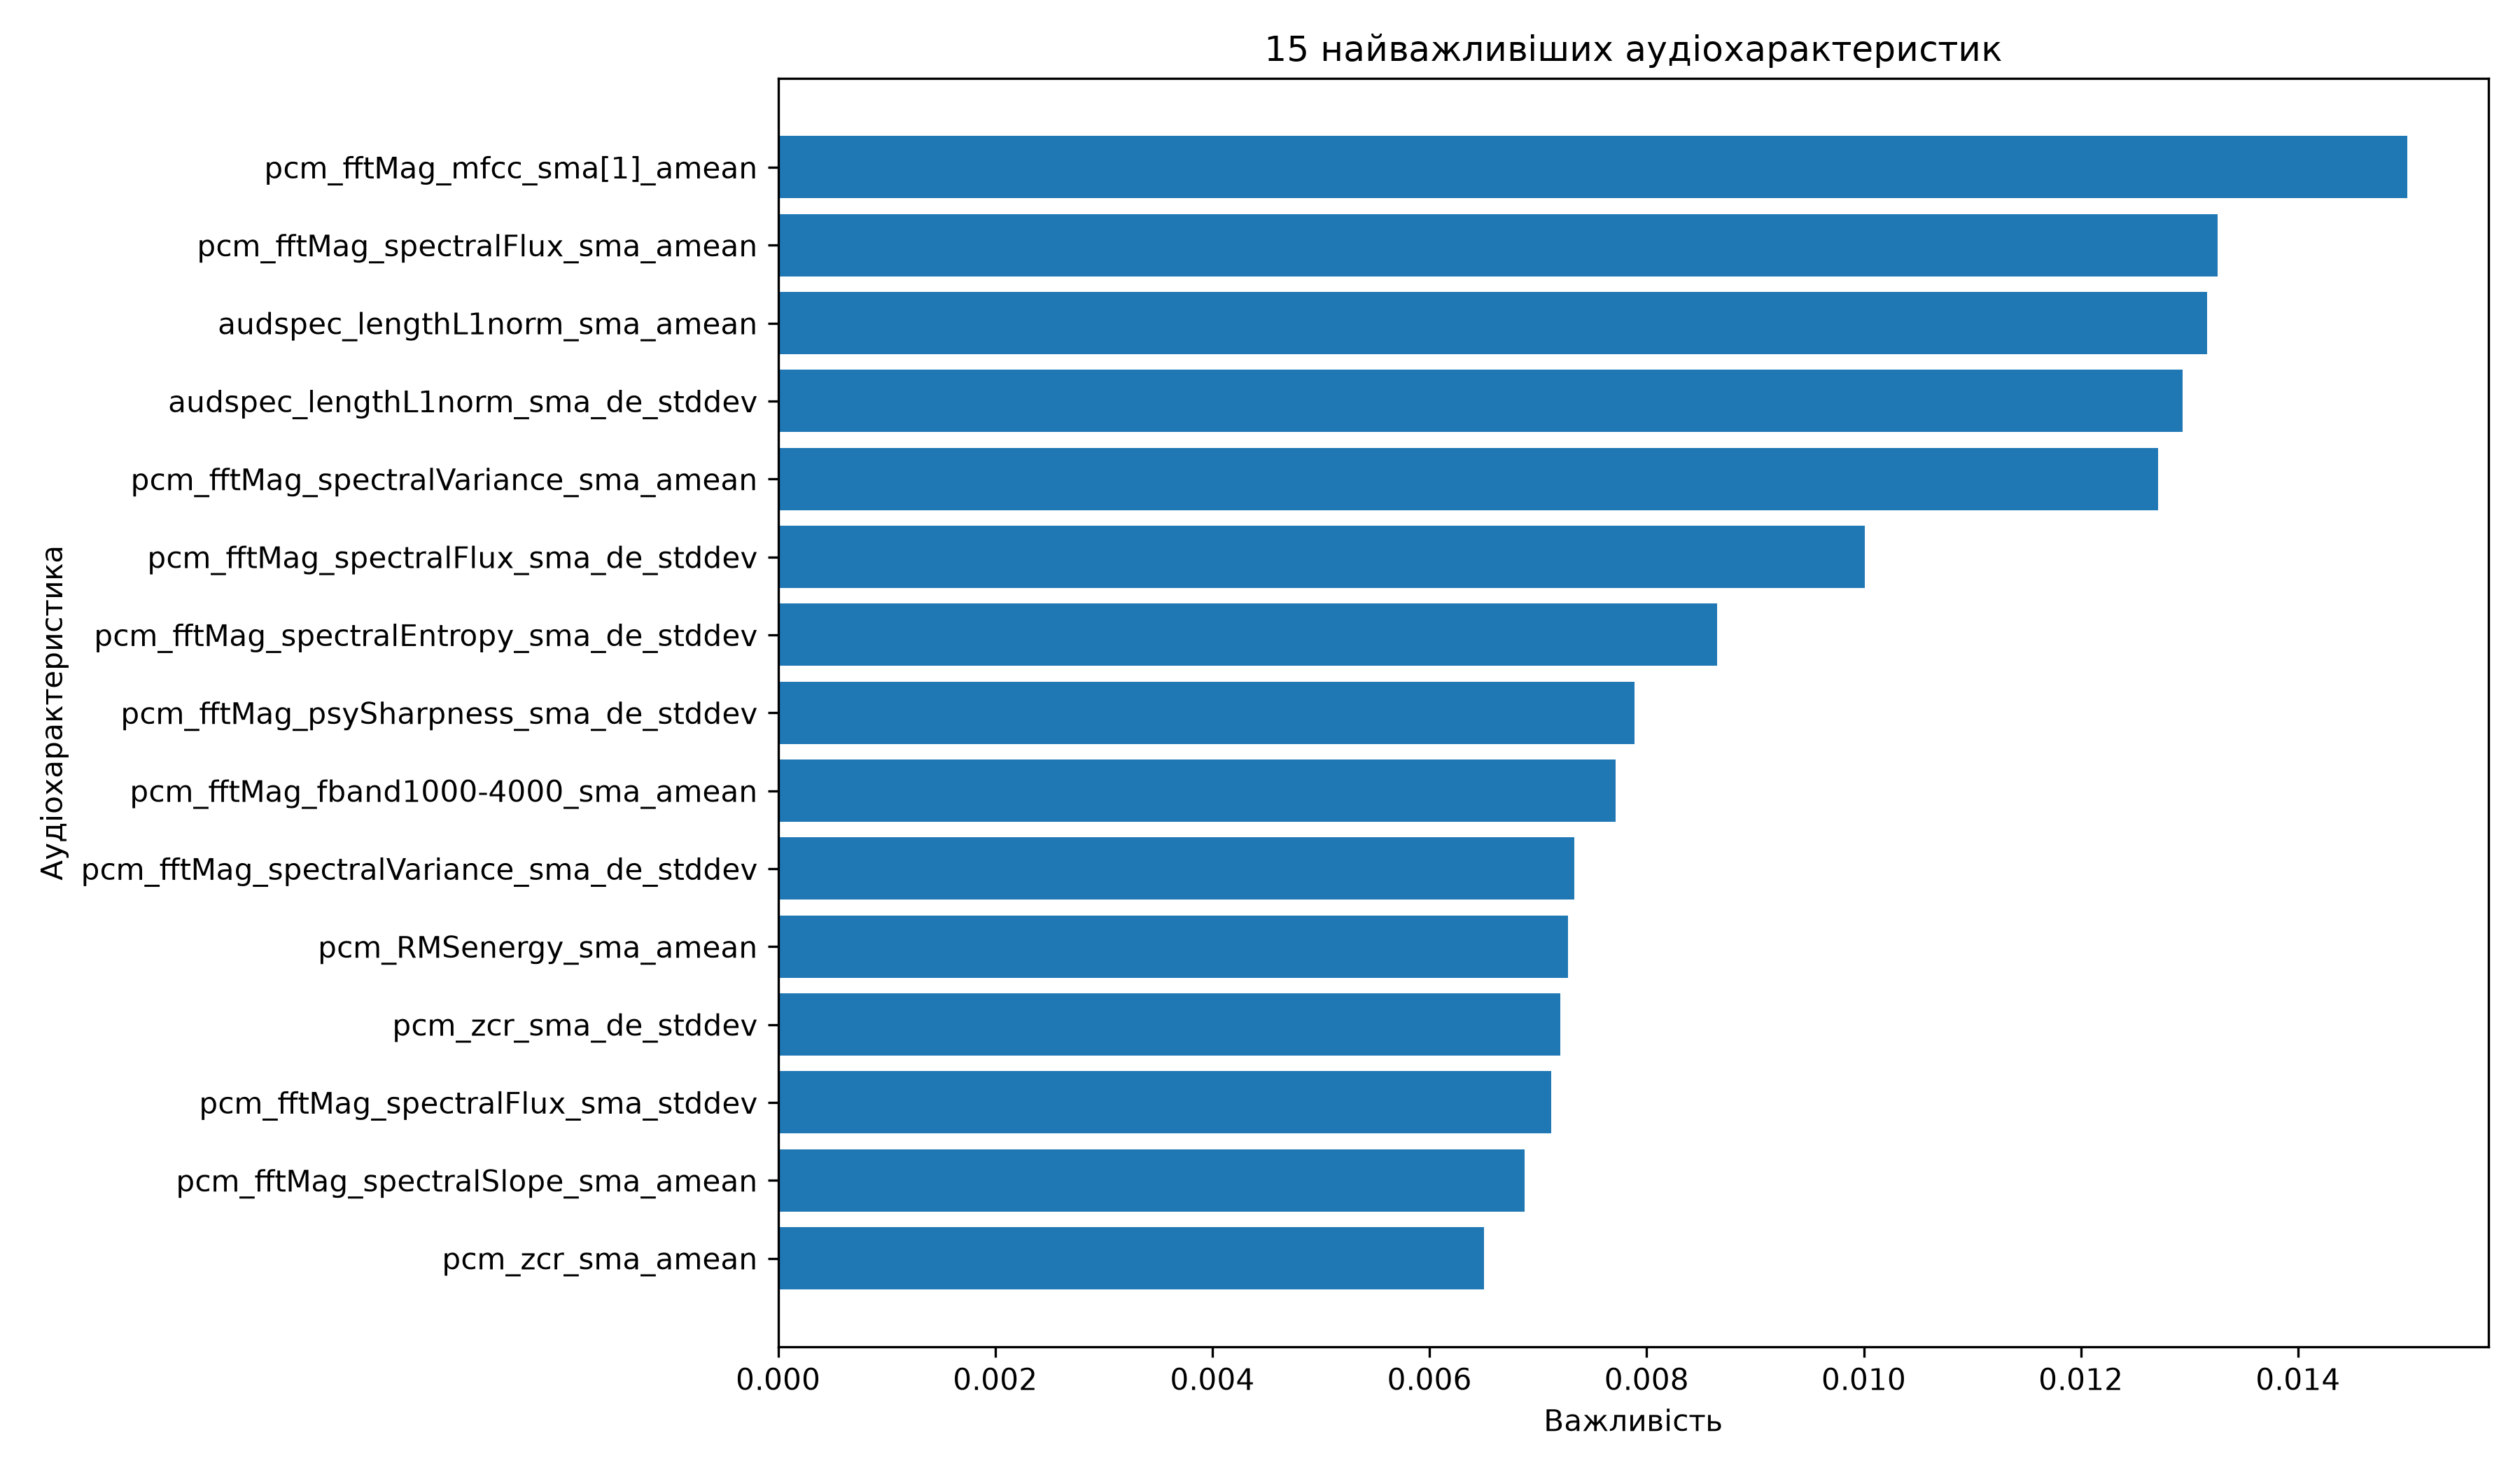 15 найважливіших аудіохарактеристик
Аудіохарактеристика
pcm_fftMag_mfcc_sma[1]_amean
pcm_fftMag_spectralFlux_sma_amean
audspec_lengthL1norm_sma_amean
audspec_lengthL1norm_sma_de_stddev
pcm_fftMag_spectralVariance_sma_amean
pcm_fftMag_spectralFlux_sma_de_stddev
pcm_fftMag_spectralEntropy_sma_de_stddev
pcm_fftMag_psySharpness_sma_de_stddev
pcm_fftMag_fband1000-4000_sma_amean
pcm_fftMag_spectralVariance_sma_de_stddev
pcm_RMSenergy_sma_amean
pcm_zcr_sma_de_stddev
pcm_fftMag_spectralFlux_sma_stddev
pcm_fftMag_spectralSlope_sma_amean
pcm_zcr_sma_amean
0.000 0.002 0.004 0.006 0.008 0.010 0.012 0.014
Важливість